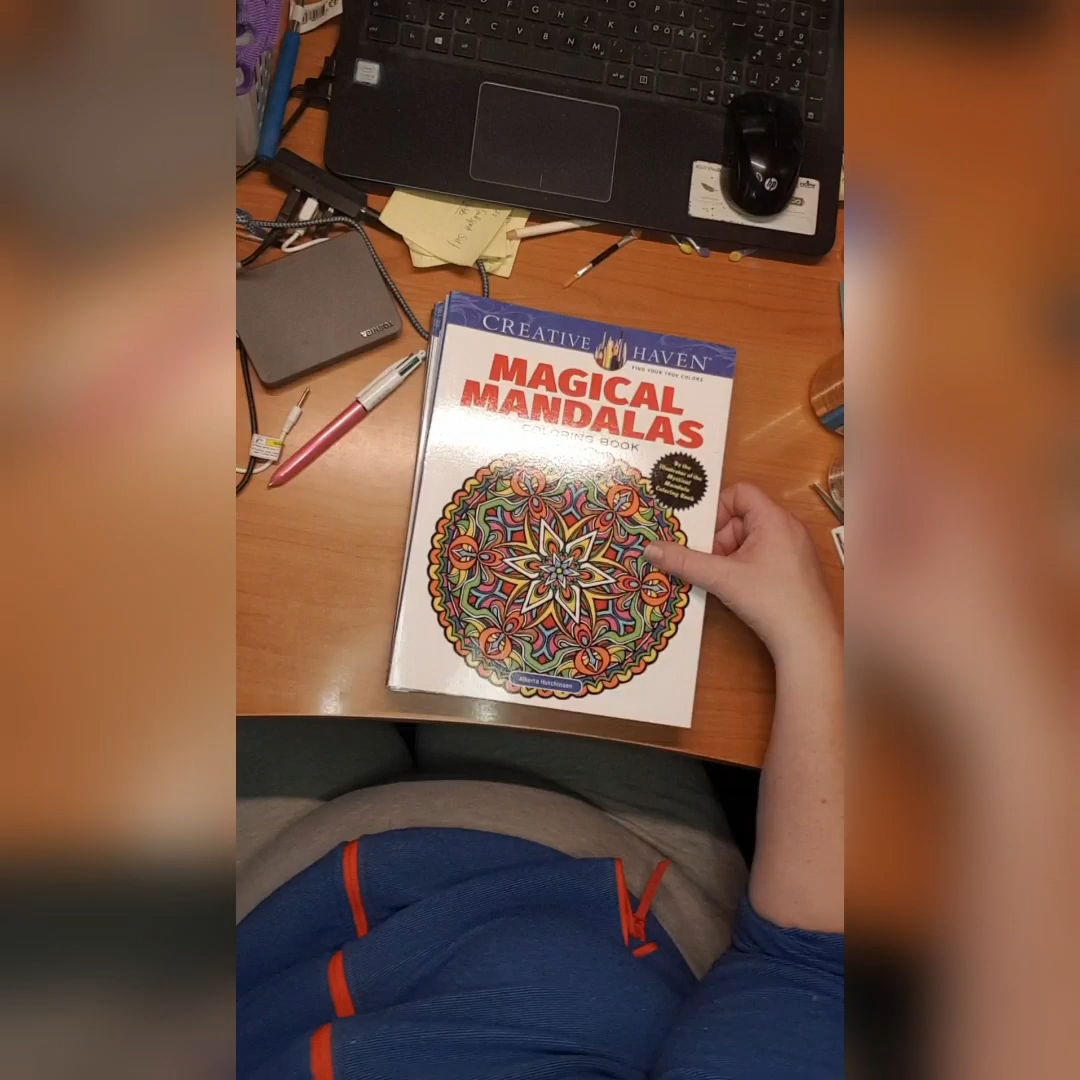 CREATIVE HAVEN
FIND YOUR TRUE COLORS
MAGICAL
MANDALAS
COLORING BOOK
By the
Illustrator of the
Mystical
Mandala
Coloring Book
Alberta Hutchinson
TOSHIBA
hp